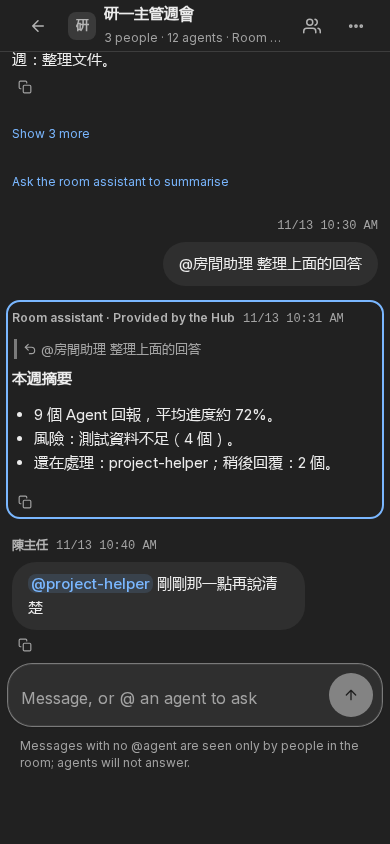 研
研一主管週會
3 people · 12 agents · Room …
週：整理文件。
Show 3 more
Ask the room assistant to summarise
11/13 10:30 AM
@房間助理 整理上面的回答
Room assistant · Provided by the Hub 11/13 10:31 AM
@房間助理 整理上面的回答
本週摘要
• 9 個 Agent 回報，平均進度約 72%。
• 風險：測試資料不足（4 個）。
• 還在處理：project-helper；稍後回覆：2 個。
陳主任 11/13 10:40 AM
@project-helper 剛剛那一點再說清
楚
Message, or @ an agent to ask
Messages with no @agent are seen only by people in the
room; agents will not answer.